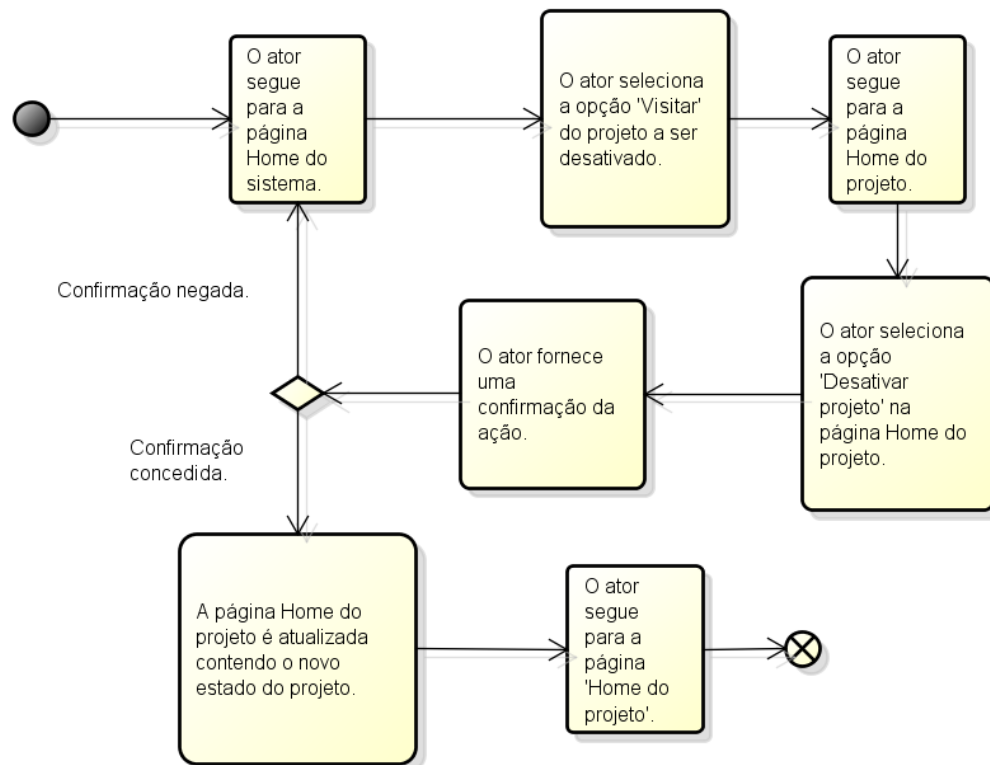 O ator
segue
para a
página
Home do
sistema.
O ator seleciona
a opção 'Visitar'
do projeto a ser
desativado.
O ator
segue
para a
página
Home do
projeto.
Confirmação negada.
O ator fornece
uma
confirmação da
ação.
O ator seleciona
a opção
'Desativar
projeto' na
página Home do
projeto.
Confirmação
concedida.
A página Home do
projeto é atualizada
contendo o novo
estado do projeto.
O ator
segue
para a
página
'Home do
projeto'.